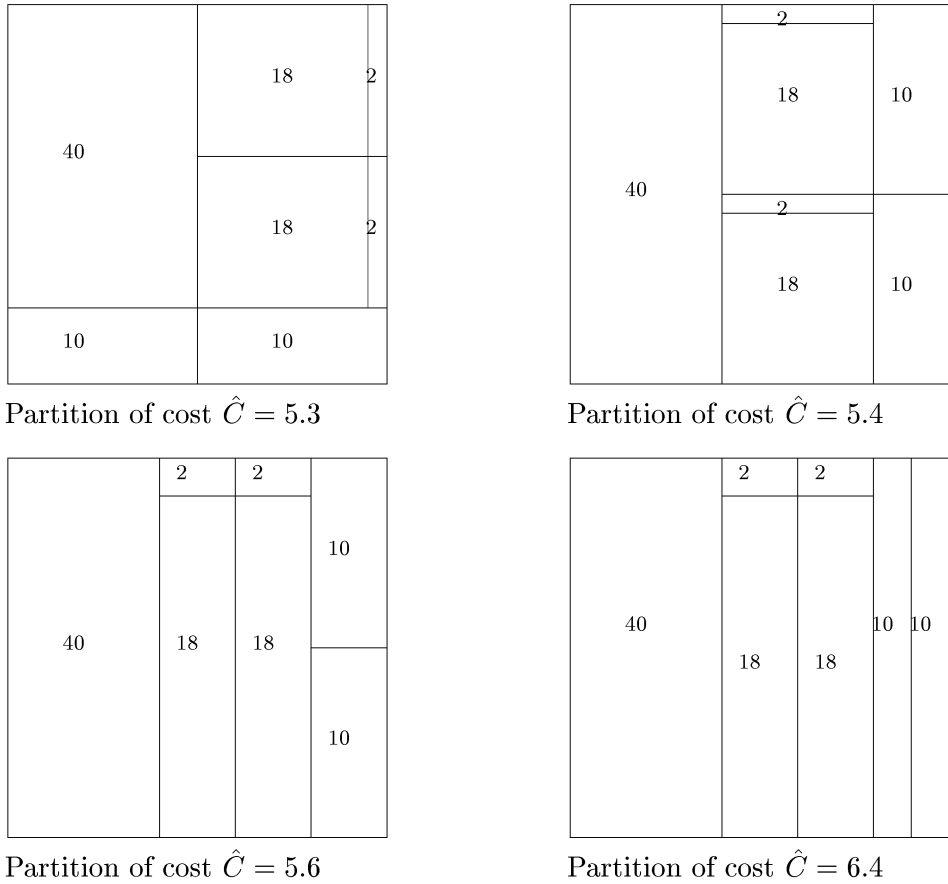 18 2
40
18 2
10 10
Partition of cost Ĉ = 5.3
2
18 10
40
2
18 10
Partition of cost Ĉ = 5.4
2 2
10
40 18 18
10
Partition of cost Ĉ = 5.6
2 2
40 10 10
18 18
Partition of cost Ĉ = 6.4